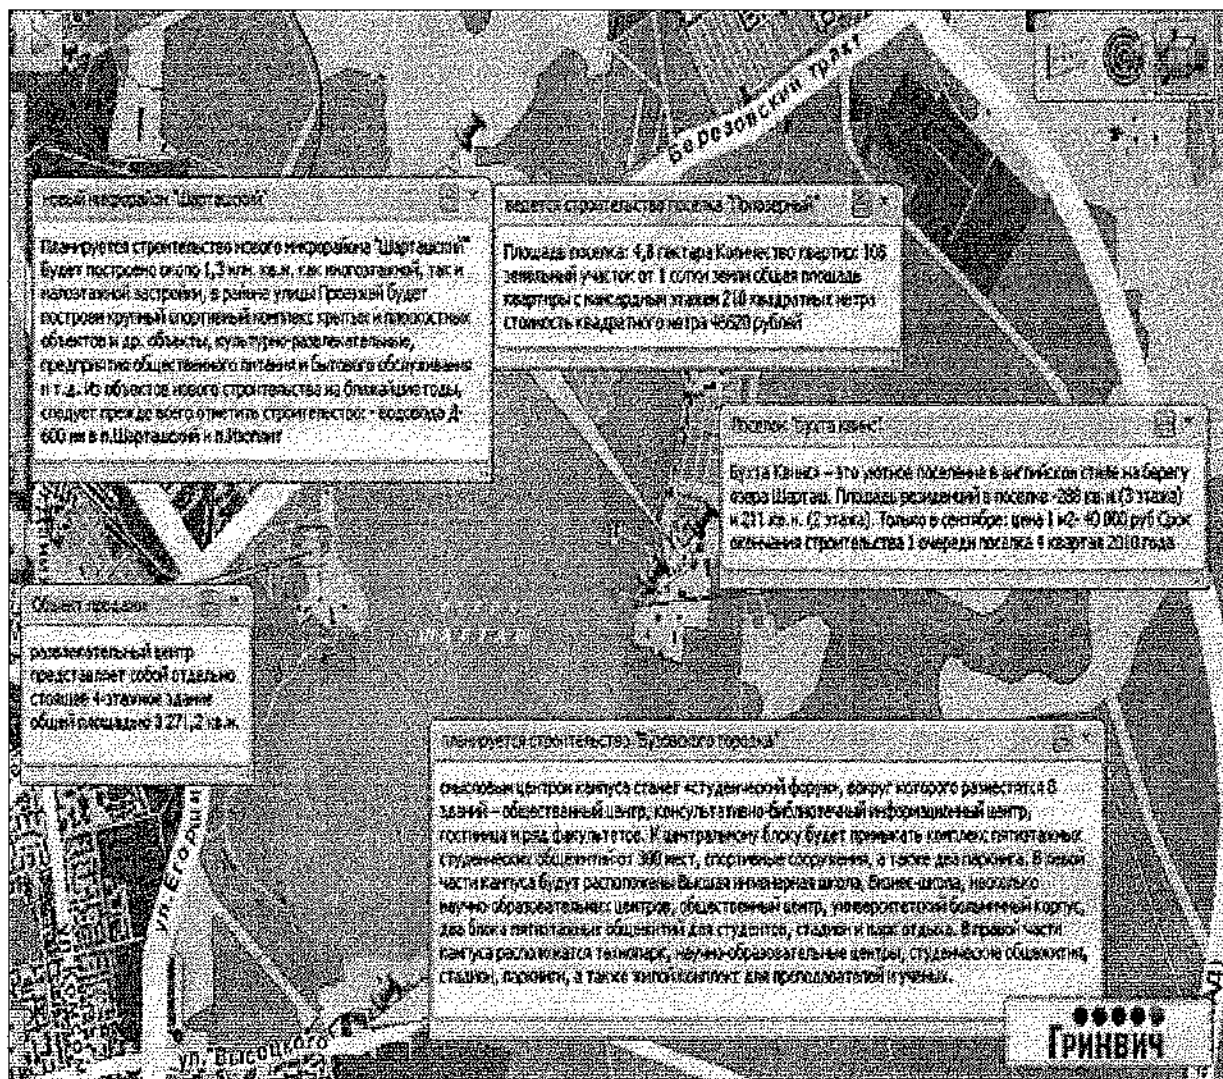 Березовский тракт
новый микрорайон "Шарташский"
Планируется строительство нового микрорайона "Шарташский"
Будет построено около 1,3 млн. кв.м. как многоэтажной, так и
малоэтажной застройки, в районе улицы Проезжей будет
построен крупный спортивный комплекс крытых и плоскостных
объектов и др. объекты, культурно-развлекательные,
предприятия общественного питания и бытового обслуживания
и т.д. Из объектов нового строительства на ближайшие годы,
следует прежде всего отметить строительство: - водовода Д-
600 мм в п.Шарташский и п.Изоплит
ведется строительство поселка "Приозерный"
Площадь поселка: 4,8 гектара Количество квартир: 108
земельный участок от 1 сотки земли общая площадь
квартиры с мансардным этажем 210 квадратных метра
стоимость квадратного метра 45620 рублей
Поселок "Бухта квинс"
Бухта Квинса – это уютное поселение в английском стиле на берегу
озера Шарташ. Площадь резиденций в поселке -288 кв.м.(3 этажа)
и 211 кв.м. (2 этажа). Только в сентябре: цена 1 м2- 40 000 руб Срок
окончания строительства 1 очереди поселка 4 квартал 2010 года
Объект продажи
развлекательный центр
представляет собой отдельно
стоящее 4-этажное здание
общей площадью 3 271,2 кв.м.
планируется строительство "Вузовского городка"
смысловым центром кампуса станет «студенческий форум», вокруг которого разместятся 8
зданий – общественный центр, консультативно-библиотечный информационный центр,
гостиница и ряд факультетов. К центральному блоку будет примыкать комплекс пятиэтажных
студенческих общежитий от 300 мест, спортивные сооружения, а также два паркинга. В левой
части кампуса будут расположены Высшая инженерная школа, бизнес-школа, несколько
научно-образовательных центров, общественный центр, университетский больничный корпус,
два блока пятиэтажных общежитий для студентов, стадион и парк отдыха. В правой части
кампуса расположатся технопарк, научно-образовательные центры, студенческие общежития,
стадион, паркинги, а также жилой комплекс для преподавателей и ученых.
ул. Высоцкого
ГРИНВИЧ